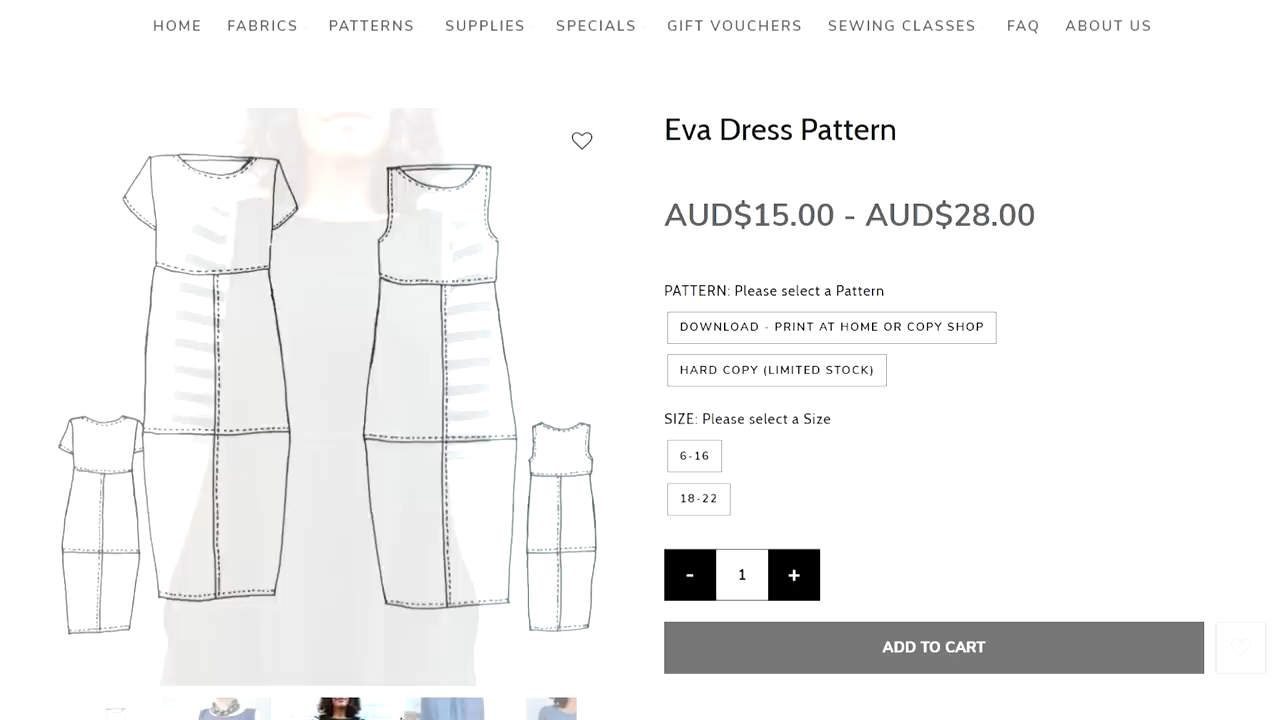 HOME FABRICS PATTERNS SUPPLIES SPECIALS GIFT VOUCHERS SEWING CLASSES FAQ ABOUT US
Eva Dress Pattern
AUD$15.00 - AUD$28.00
PATTERN: Please select a Pattern
DOWNLOAD - PRINT AT HOME OR COPY SHOP
HARD COPY (LIMITED STOCK)
SIZE: Please select a Size
6-16
18-22
- 1 +
ADD TO CART